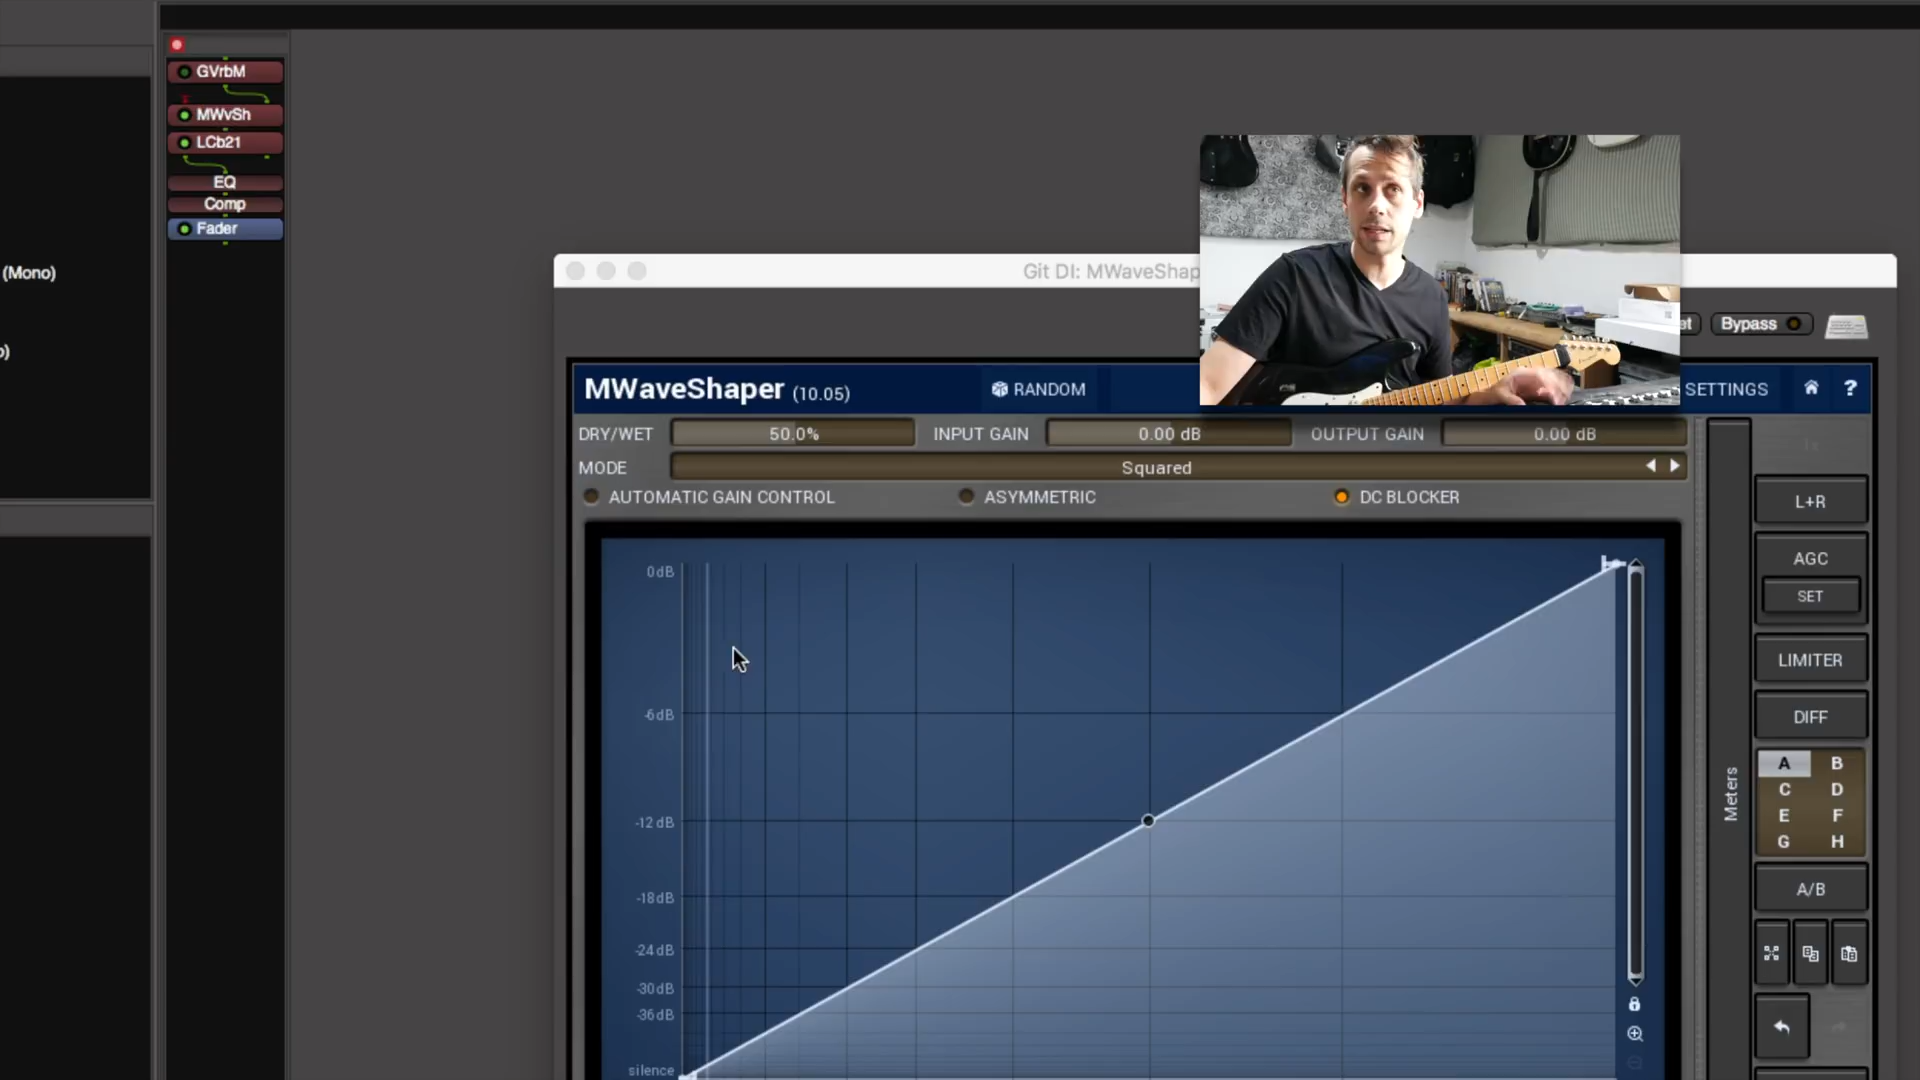 GVrbM
MWvSh
LCb21
EQ
Comp
Fader
(Mono)
Git DI: MWaveShap
Bypass
MWaveShaper (10.05)
RANDOM
SETTINGS
?
DRY/WET 50.0% INPUT GAIN 0.00 dB OUTPUT GAIN 0.00 dB
MODE Squared
AUTOMATIC GAIN CONTROL ASYMMETRIC DC BLOCKER
0dB
-6dB
-12dB
-18dB
-24dB
-30dB
-36dB
silence
Meters
L+R
AGC
SET
LIMITER
DIFF
A B
C D
E F
G H
A/B